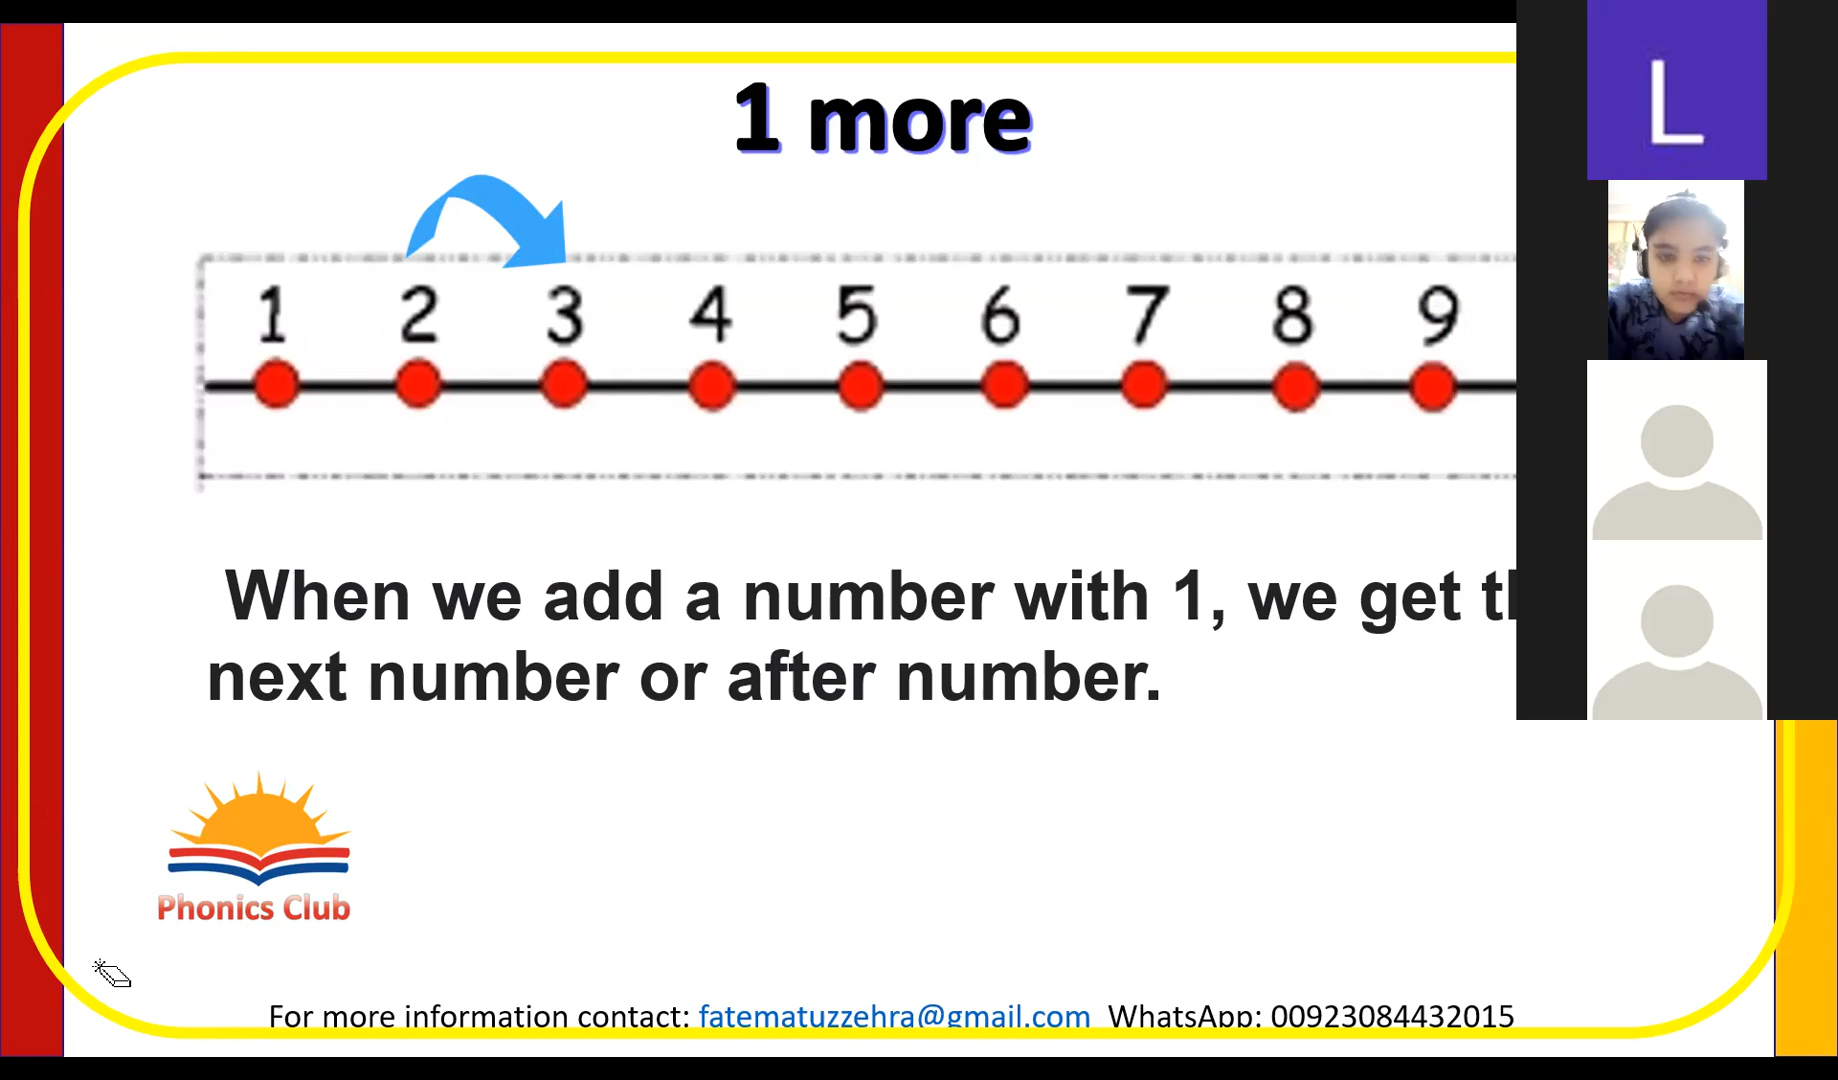 1 more
L
1 2 3 4 5 6 7 8 9
When we add a number with 1, we get
next number or after number.
Phonics Club
For more information contact: fatematuzzehra@gmail.com WhatsApp: 00923084432015